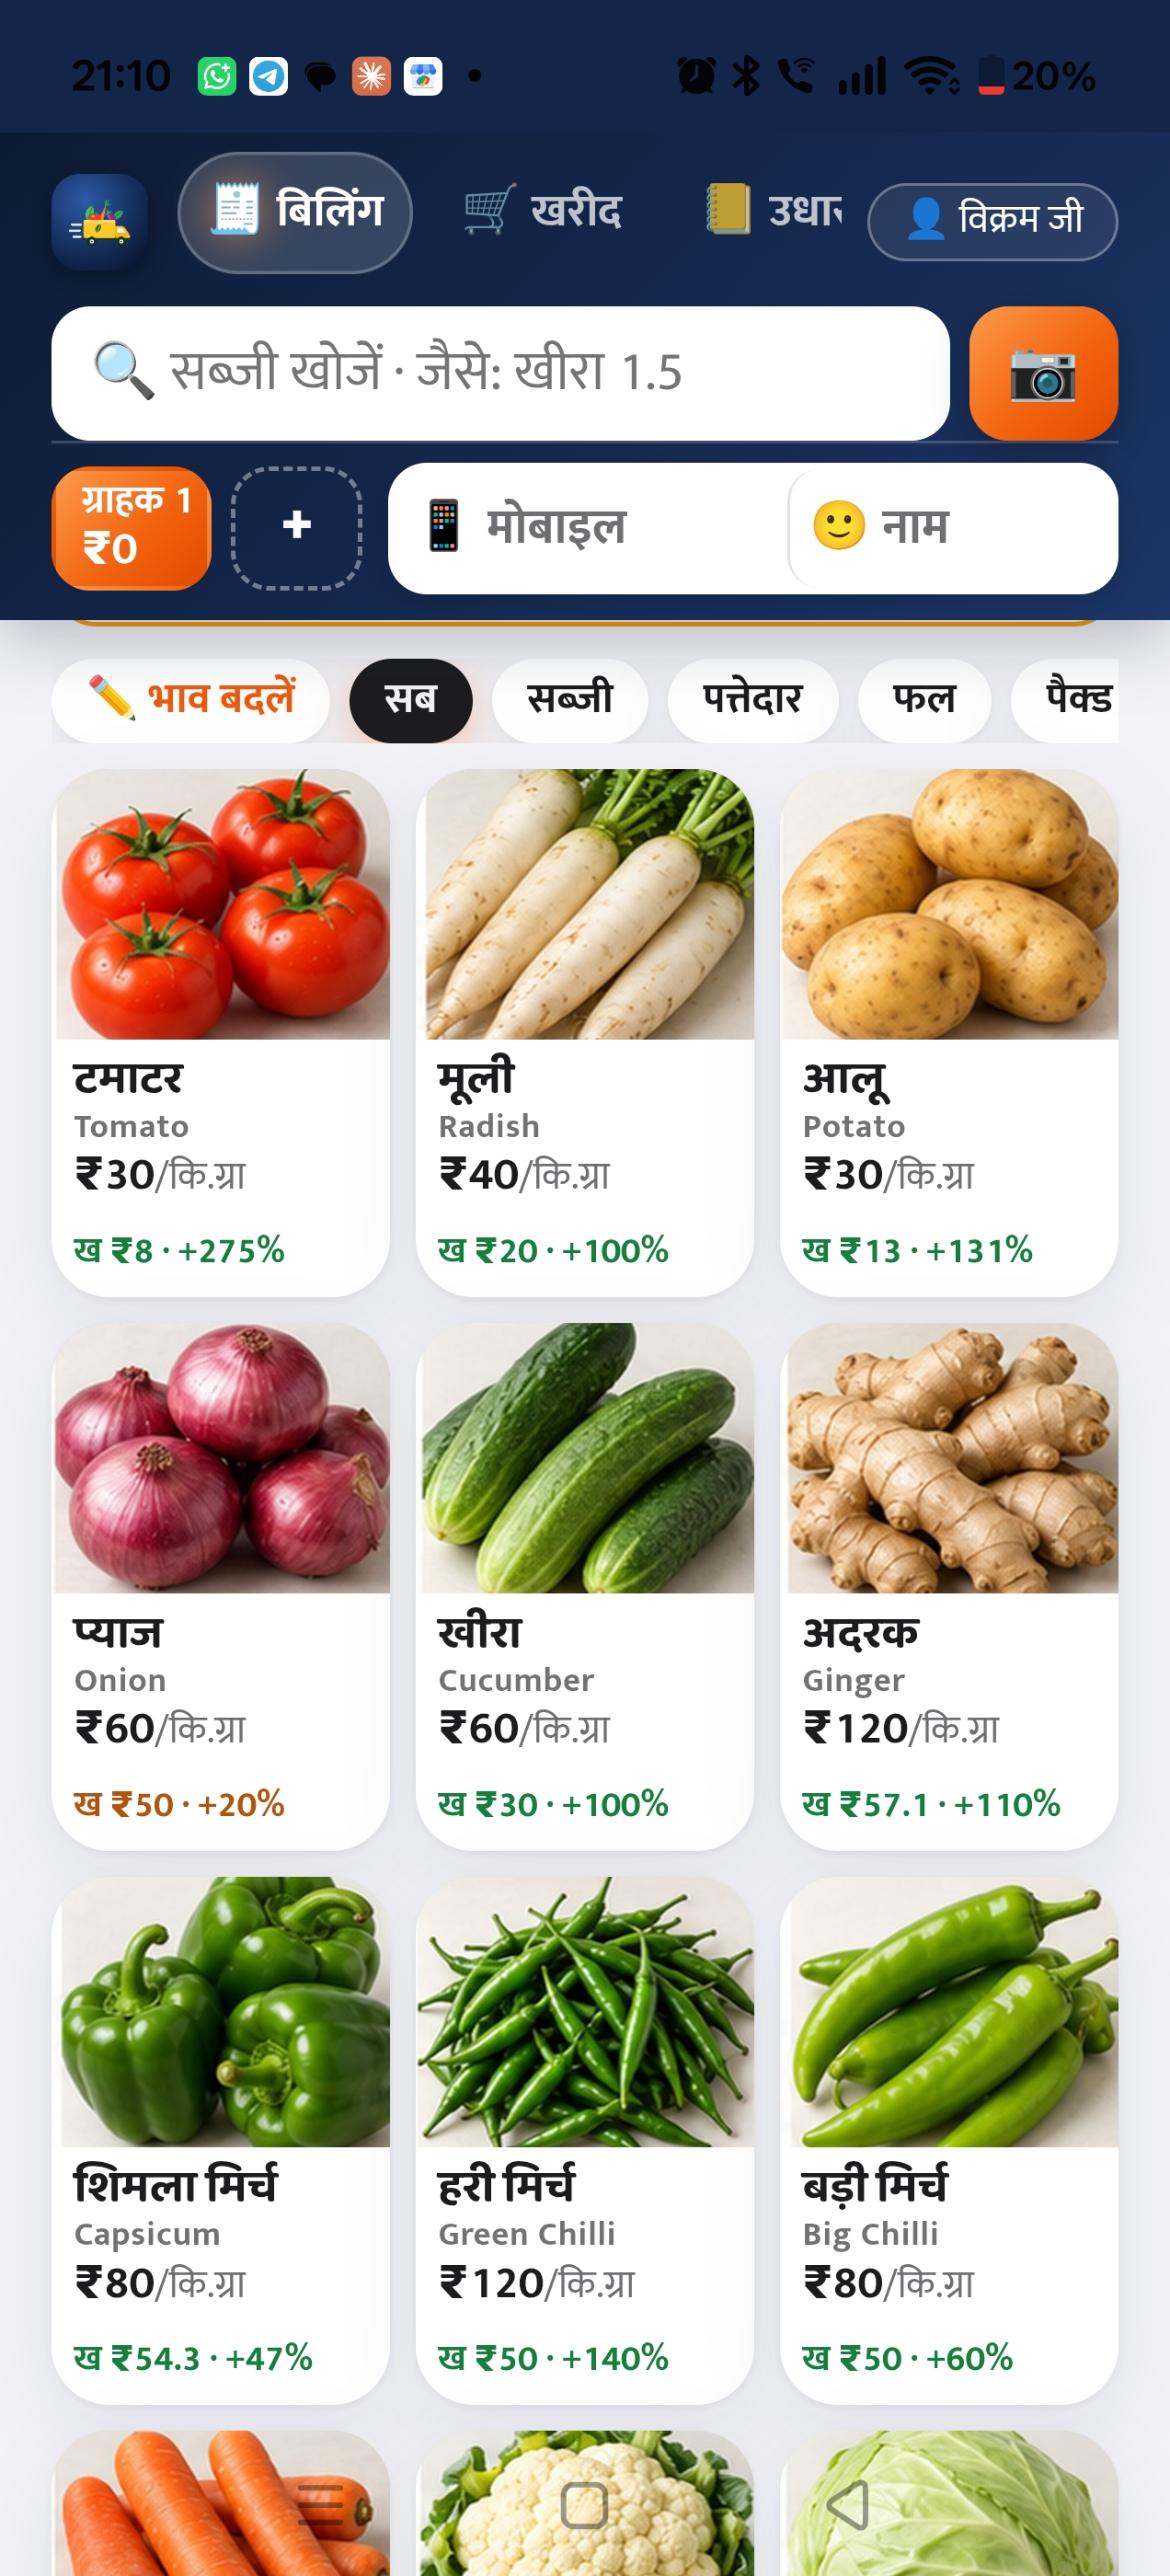 21:10
20%
बिलिंग
खरीद
विक्रम जी
सब्जी खोजें · जैसे: खीरा 1.5
ग्राहक 1
₹0
+
मोबाइल
नाम
भाव बदलें
सब
सब्जी
पत्तेदार
फल
पैक्ड
टमाटर
Tomato
₹30/कि.ग्रा
ख ₹8 · +275%
मूली
Radish
₹40/कि.ग्रा
ख ₹20 · +100%
आलू
Potato
₹30/कि.ग्रा
ख ₹13 · +131%
प्याज
Onion
₹60/कि.ग्रा
ख ₹50 · +20%
खीरा
Cucumber
₹60/कि.ग्रा
ख ₹30 · +100%
अदरक
Ginger
₹120/कि.ग्रा
ख ₹57.1 · +110%
शिमला मिर्च
Capsicum
₹80/कि.ग्रा
ख ₹54.3 · +47%
हरी मिर्च
Green Chilli
₹120/कि.ग्रा
ख ₹50 · +140%
बड़ी मिर्च
Big Chilli
₹80/कि.ग्रा
ख ₹50 · +60%